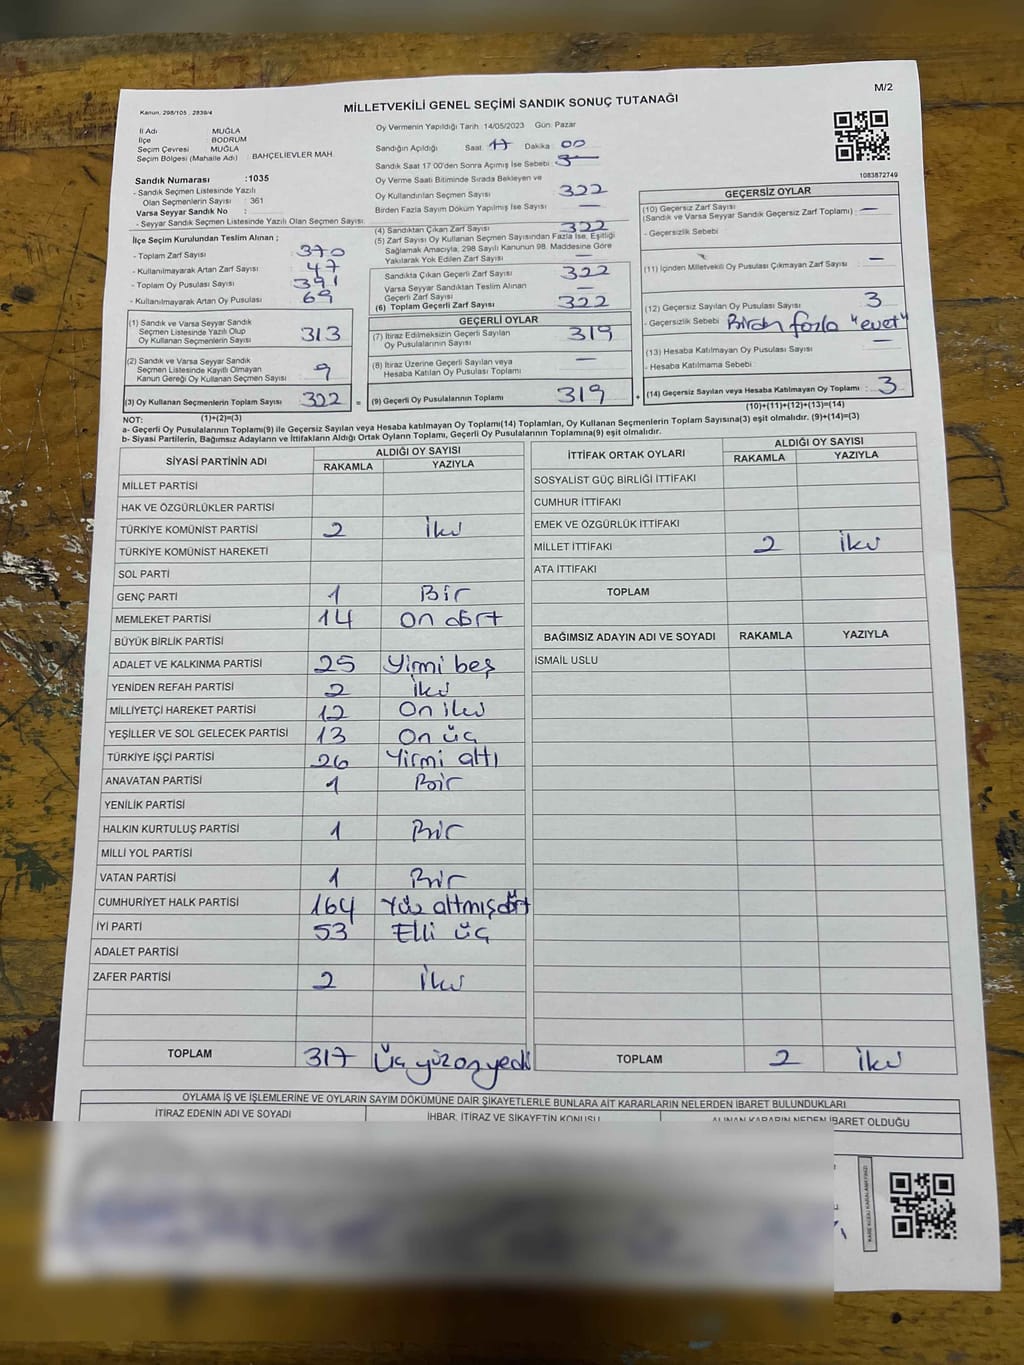 M/2
MİLLETVEKİLİ GENEL SEÇİMİ SANDIK SONUÇ TUTANAĞI
Kanun, 298/105 , 2839/4
İl Adı MUĞLA
İlçe BODRUM
Seçim Çevresi MUĞLA
Seçim Bölgesi (Mahalle Adı) : BAHÇELİEVLER MAH.
Sandık Numarası :1035
- Sandık Seçmen Listesinde Yazılı
Olan Seçmenlerin Sayısı : 361
Varsa Seyyar Sandık No :
- Seyyar Sandık Seçmen Listesinde Yazılı Olan Seçmen Sayısı:
İlçe Seçim Kurulundan Teslim Alınan ;
- Toplam Zarf Sayısı : 370
- Kullanılmayarak Artan Zarf Sayısı : 47
- Toplam Oy Pusulası Sayısı : 391
- Kullanılmayarak Artan Oy Pusulası : 69
(1) Sandık ve Varsa Seyyar Sandık
Seçmen Listesinde Yazılı Olup
Oy Kullanan Seçmenlerin Sayısı : 313
(2) Sandık ve Varsa Seyyar Sandık
Seçmen Listesinde Kayıtlı Olmayan
Kanun Gereği Oy Kullanan Seçmen Sayısı : 9
(3) Oy Kullanan Seçmenlerin Toplam Sayısı : 322
(1)+(2)=(3)
Oy Vermenin Yapıldığı Tarih :14/05/2023 Gün: Pazar
Sandığın Açıldığı Saat: 17 Dakika: 00
Sandık Saat 17:00'den Sonra Açılmış İse Sebebi :
Oy Verme Saati Bitiminde Sırada Bekleyen ve
Oy Kullandırılan Seçmen Sayısı : 322
Birden Fazla Sayım Döküm Yapılmış İse Sayısı : —
(4) Sandıktan Çıkan Zarf Sayısı : 322
(5) Zarf Sayısı Oy Kullanan Seçmen Sayısından Fazla İse, Eşitliği
Sağlamak Amacıyla; 298 Sayılı Kanunun 98. Maddesine Göre
Yakılarak Yok Edilen Zarf Sayısı : —
Sandıkta Çıkan Geçerli Zarf Sayısı : 322
Varsa Seyyar Sandıktan Teslim Alınan
Geçerli Zarf Sayısı : —
(6) Toplam Geçerli Zarf Sayısı : 322
GEÇERLİ OYLAR
(7) İtiraz Edilmeksizin Geçerli Sayılan
Oy Pusulalarının Sayısı : 319
(8) İtiraz Üzerine Geçerli Sayılan veya
Hesaba Katılan Oy Pusulası Toplamı : —
(9) Geçerli Oy Pusulalarının Toplamı : 319
1083872749
GEÇERSİZ OYLAR
(10) Geçersiz Zarf Sayısı
(Sandık ve Varsa Seyyar Sandık Geçersiz Zarf Toplamı) : —
- Geçersizlik Sebebi
(11) İçinden Milletvekili Oy Pusulası Çıkmayan Zarf Sayısı : —
(12) Geçersiz Sayılan Oy Pusulası Sayısı : 3
- Geçersizlik Sebebi Birden fazla "evet"
(13) Hesaba Katılmayan Oy Pusulası Sayısı : —
- Hesaba Katılmama Sebebi
(14) Geçersiz Sayılan veya Hesaba Katılmayan Oy Toplamı : 3
(10)+(11)+(12)+(13)=(14)
NOT:
a- Geçerli Oy Pusulalarının Toplamı(9) ile Geçersiz Sayılan veya Hesaba katılmayan Oy Toplamı(14) Toplamları, Oy Kullanan Seçmenlerin Toplam Sayısına(3) eşit olmalıdır. (9)+(14)=(3)
b- Siyasi Partilerin, Bağımsız Adayların ve İttifakların Aldığı Ortak Oyların Toplamı, Geçerli Oy Pusulalarının Toplamına(9) eşit olmalıdır.
SİYASİ PARTİNİN ADI ALDIĞI OY SAYISI
RAKAMLA YAZIYLA
MİLLET PARTİSİ
HAK VE ÖZGÜRLÜKLER PARTİSİ
TÜRKİYE KOMÜNİST PARTİSİ 2 İki
TÜRKİYE KOMÜNİST HAREKETİ
SOL PARTİ
GENÇ PARTİ 1 Bir
MEMLEKET PARTİSİ 14 On dört
BÜYÜK BİRLİK PARTİSİ
ADALET VE KALKINMA PARTİSİ 25 Yirmi beş
YENİDEN REFAH PARTİSİ 2 İki
MİLLİYETÇİ HAREKET PARTİSİ 12 On iki
YEŞİLLER VE SOL GELECEK PARTİSİ 13 On üç
TÜRKİYE İŞÇİ PARTİSİ 26 Yirmi altı
ANAVATAN PARTİSİ 1 Bir
YENİLİK PARTİSİ
HALKIN KURTULUŞ PARTİSİ 1 Bir
MİLLİ YOL PARTİSİ
VATAN PARTİSİ 1 Bir
CUMHURİYET HALK PARTİSİ 164 Yüz altmışdört
İYİ PARTİ 53 Elli üç
ADALET PARTİSİ
ZAFER PARTİSİ 2 İki
TOPLAM 317 Üç yüz on yedi
İTTİFAK ORTAK OYLARI ALDIĞI OY SAYISI
RAKAMLA YAZIYLA
SOSYALİST GÜÇ BİRLİĞİ İTTİFAKI
CUMHUR İTTİFAKI
EMEK VE ÖZGÜRLÜK İTTİFAKI
MİLLET İTTİFAKI 2 İki
ATA İTTİFAKI
TOPLAM
BAĞIMSIZ ADAYIN ADI VE SOYADI RAKAMLA YAZIYLA
İSMAİL USLU
TOPLAM 2 İki
OYLAMA İŞ VE İŞLEMLERİNE VE OYLARIN SAYIM DÖKÜMÜNE DAİR ŞİKAYETLERLE BUNLARA AİT KARARLARIN NELERDEN İBARET BULUNDUKLARI
İTİRAZ EDENİN ADI VE SOYADI İHBAR, İTİRAZ VE ŞİKAYETİN KONUSU ALINAN KARARIN NEDEN İBARET OLDUĞU